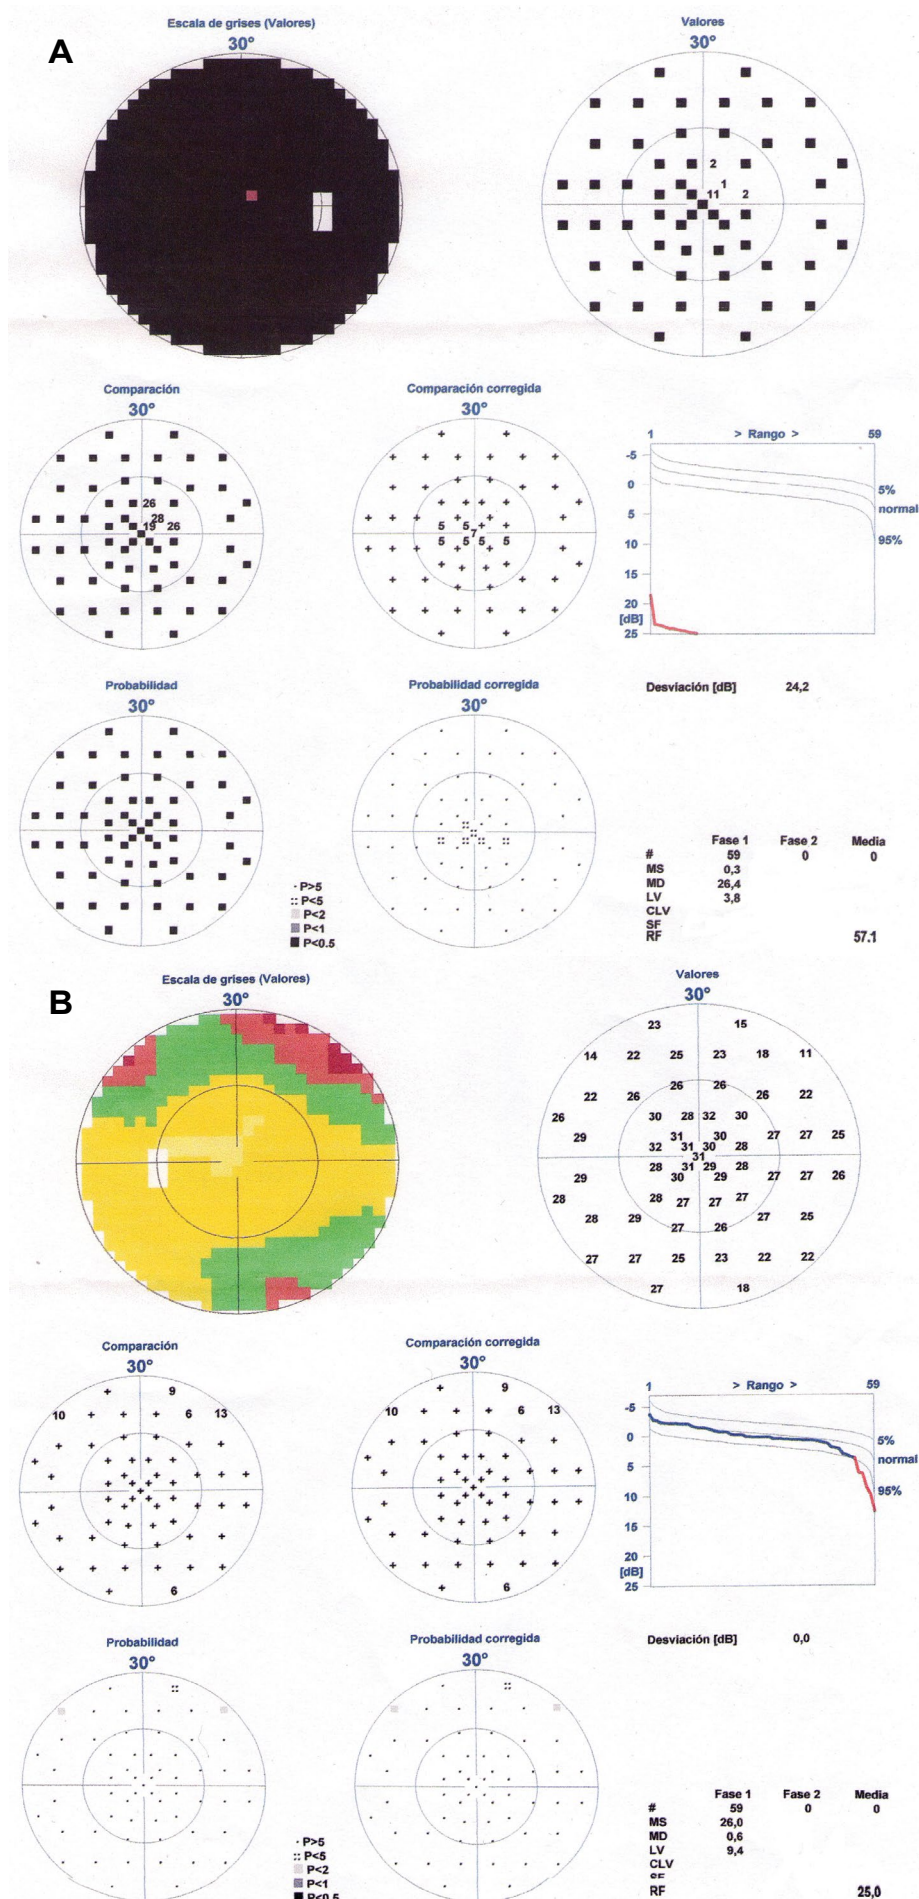 A
Escala de grises (Valores)
30°
Valores
30°
2
1
11 2
Comparación
30°
26
28
19 26
Comparación corregida
30°
5 5
7
5 5 5 5
1 > Rango > 59
-5
0
5
10
15
20
[dB]
25
5%
normal
95%
Probabilidad
30°
Probabilidad corregida
30°
Desviación [dB] 24,2
P>5
P<5
P<2
P<1
P<0.5
Fase 1 Fase 2 Media
# 59 0 0
MS 0,3
MD 26,4
LV 3,8
CLV
SF
RF 57.1
B
Escala de grises (Valores)
30°
Valores
30°
23 15
14 22 25 23 18 11
26 26
22 26 26 22
26 30 28 32 30
29 31 30 27 27 25
32 31 30 28
31
28 31 29 28
29 30 29 27 27 26
28 28 27 27 27
28 29 27 25
27 26
27 27 25 23 22 22
27 18
Comparación
30°
9
10 6 13
6
Comparación corregida
30°
9
10 6 13
6
1 > Rango > 59
-5
0
5
10
15
20
[dB]
25
5%
normal
95%
Probabilidad
30°
Probabilidad corregida
30°
Desviación [dB] 0,0
P>5
P<5
P<2
P<1
P<0.5
Fase 1 Fase 2 Media
# 59 0 0
MS 26,0
MD 0,6
LV 9,4
CLV
RF 25,0